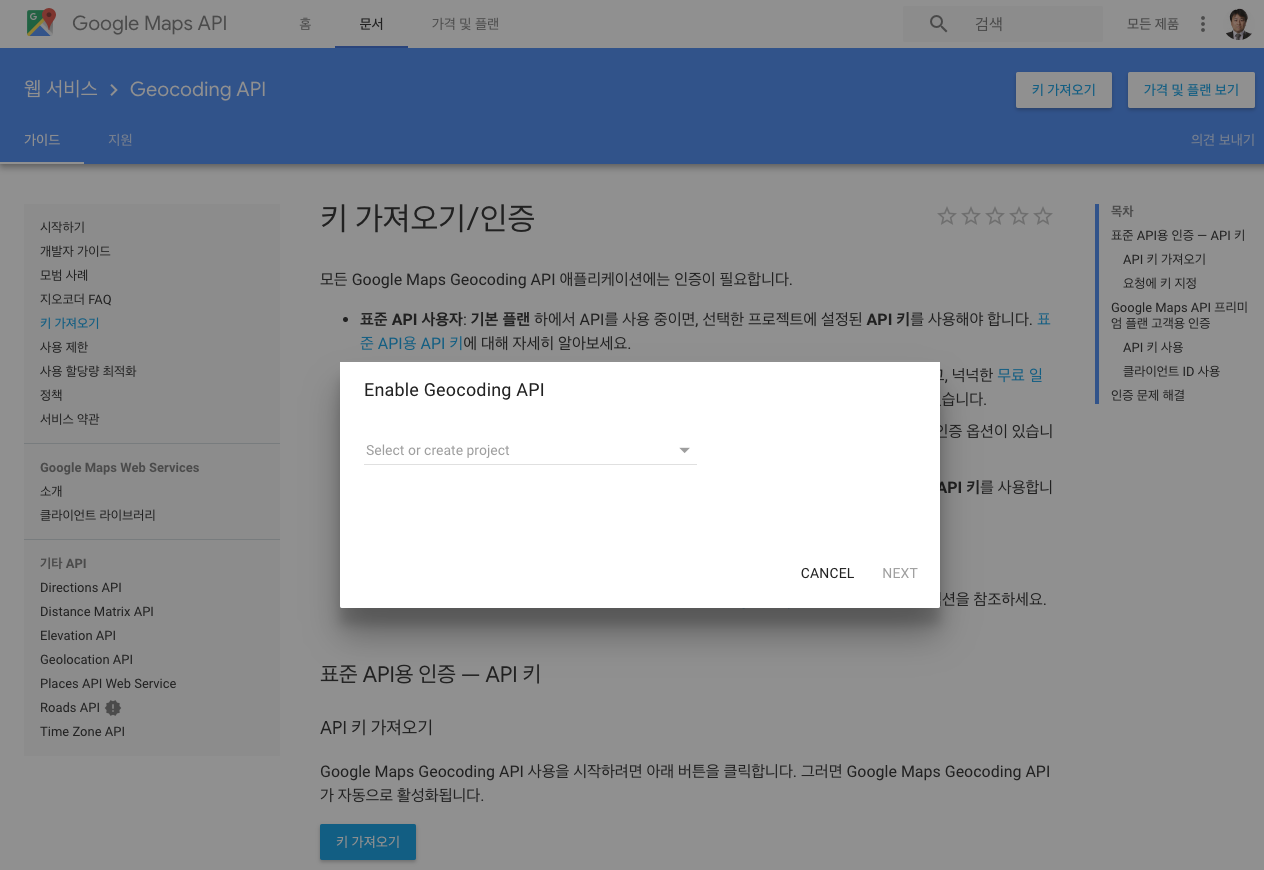 Google Maps API 홈 문서 가격 및 플랜 검색 모든 제품
웹 서비스 > Geocoding API 키 가져오기 가격 및 플랜 보기
가이드 지원 의견 보내기
시작하기
개발자 가이드
모범 사례
지오코더 FAQ
키 가져오기
사용 제한
사용 할당량 최적화
정책
서비스 약관
Google Maps Web Services
소개
클라이언트 라이브러리
기타 API
Directions API
Distance Matrix API
Elevation API
Geolocation API
Places API Web Service
Roads API
Time Zone API
키 가져오기/인증
모든 Google Maps Geocoding API 애플리케이션에는 인증이 필요합니다.
• 표준 API 사용자: 기본 플랜 하에서 API를 사용 중이면, 선택한 프로젝트에 설정된 API 키를 사용해야 합니다. 표
준 API용 API 키에 대해 자세히 알아보세요.
, 넉넉한 무료 일
습니다.
인증 옵션이 있습니
API 키를 사용합니
션을 참조하세요.
Enable Geocoding API
Select or create project
CANCEL NEXT
표준 API용 인증 — API 키
API 키 가져오기
Google Maps Geocoding API 사용을 시작하려면 아래 버튼을 클릭합니다. 그러면 Google Maps Geocoding API
가 자동으로 활성화됩니다.
키 가져오기
목차
표준 API용 인증 — API 키
API 키 가져오기
요청에 키 지정
Google Maps API 프리미
엄 플랜 고객용 인증
API 키 사용
클라이언트 ID 사용
인증 문제 해결